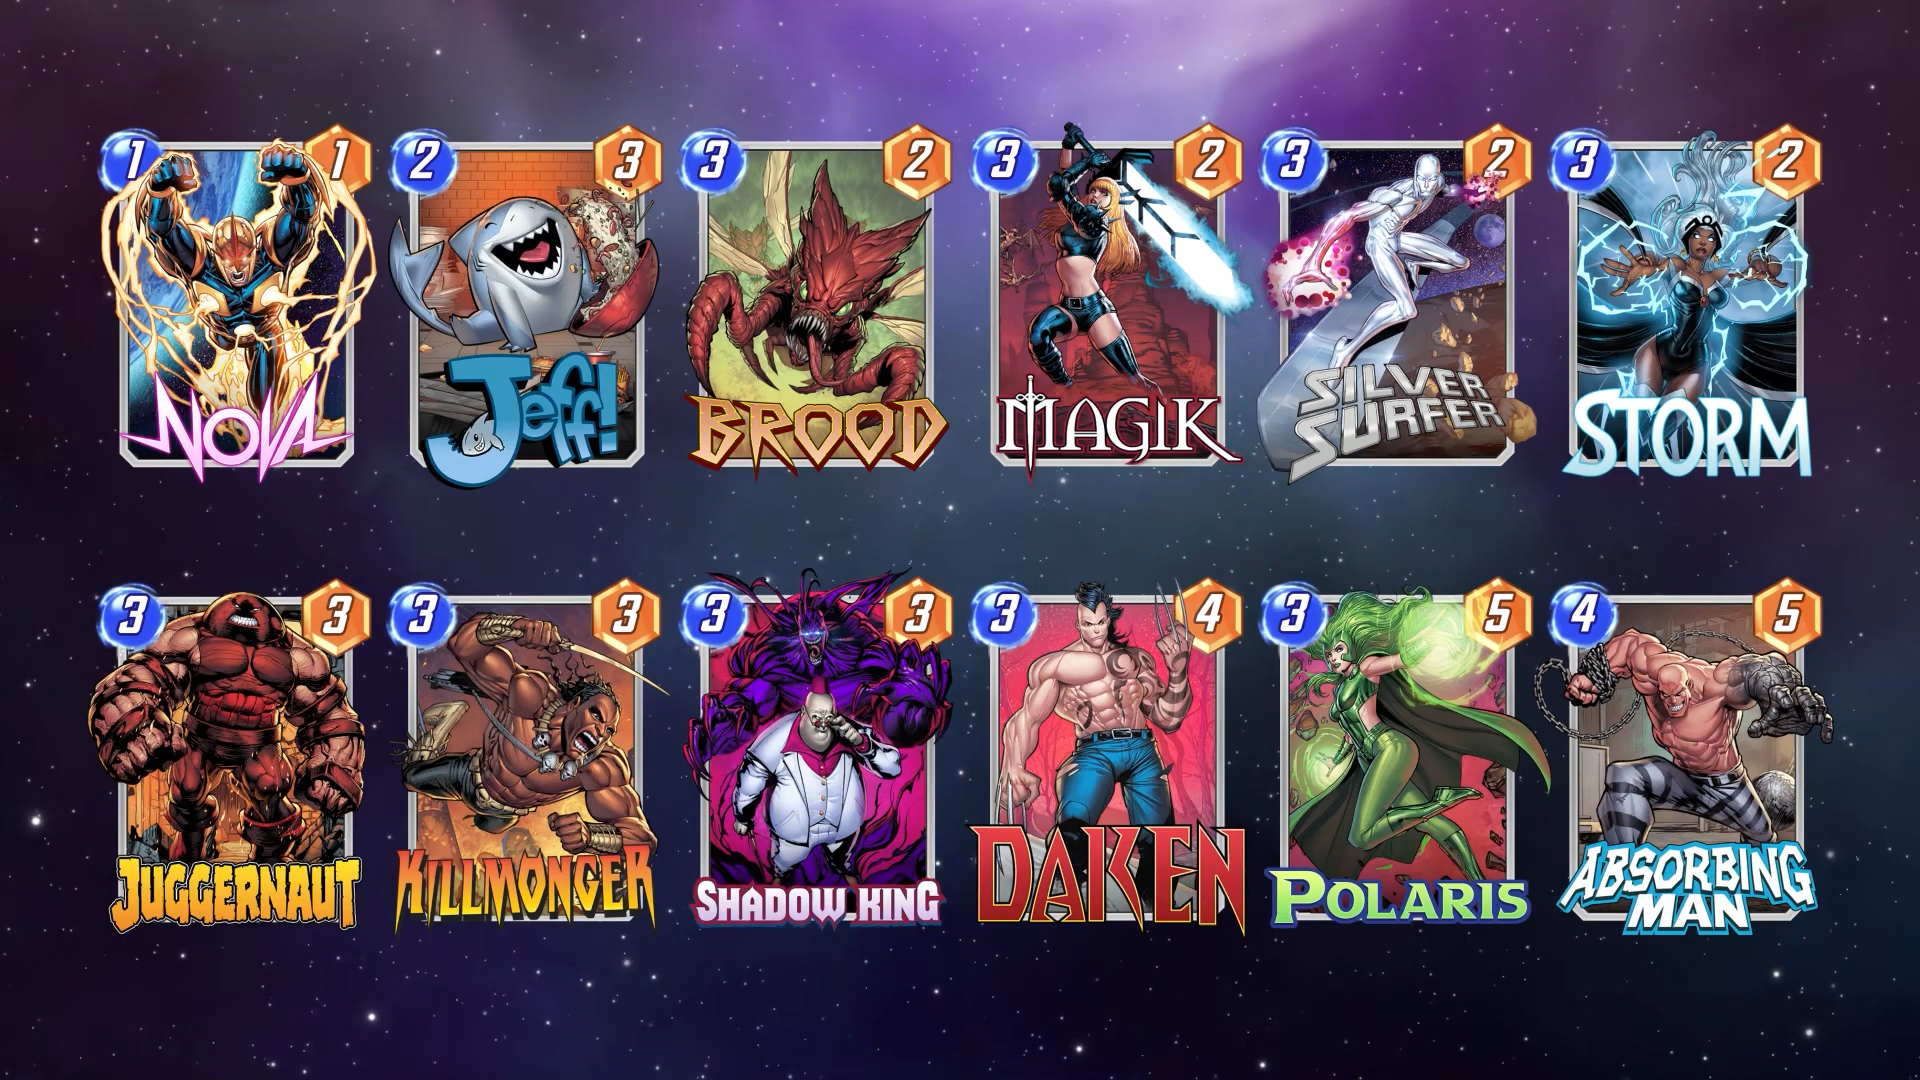 1 1
NOVA
2 3
Jeff!
3 2
BROOD
3 2
MAGIK
3 2
SILVER
SURFER
3 2
STORM
3 3
JUGGERNAUT
3 3
KILLMONGER
3 3
SHADOW KING
3 4
DAKEN
3 5
POLARIS
4 5
ABSORBING
MAN